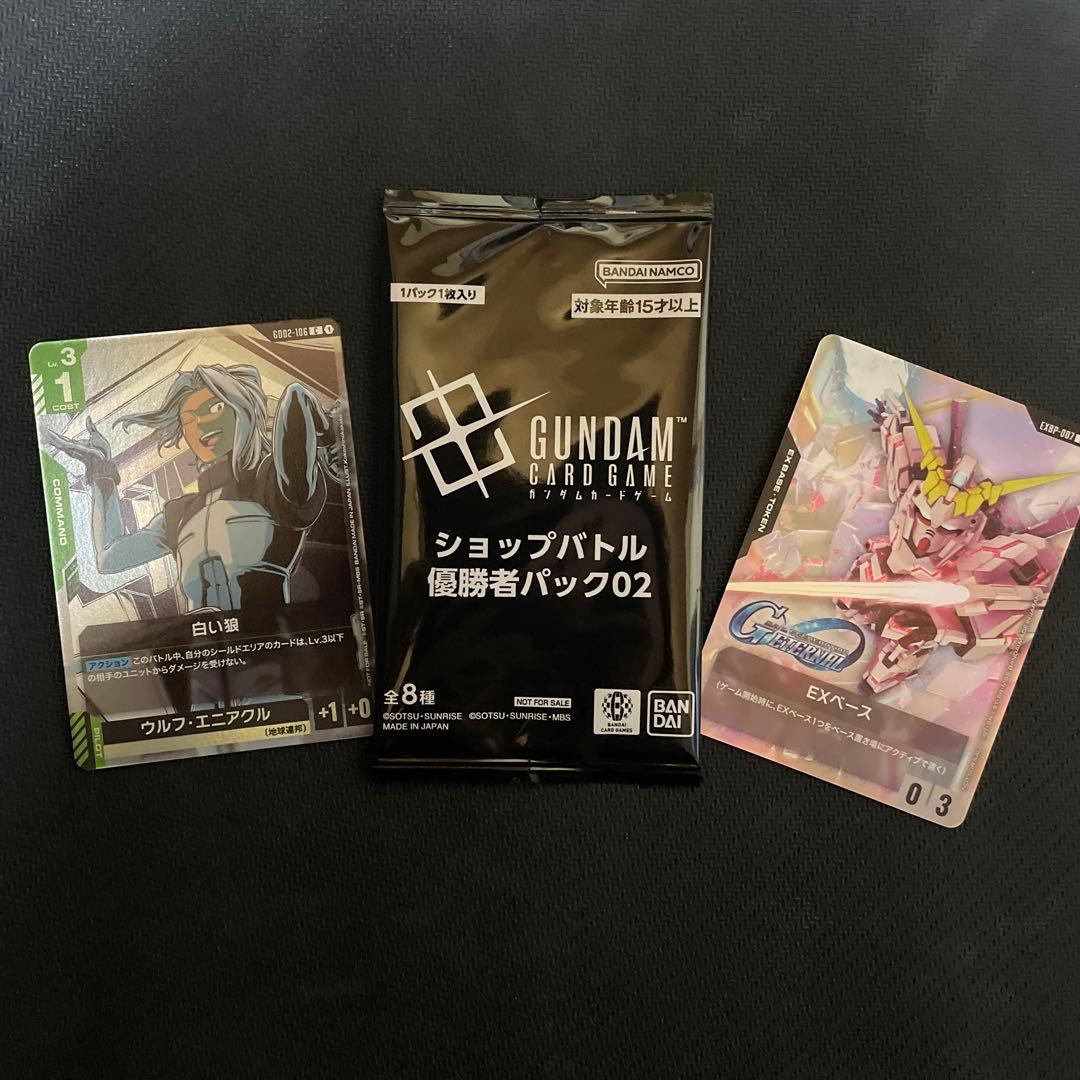 GD02-106 C
Lv.3
1
COST
COMMAND
白い狼
アクション このバトル中、自分のシールドエリアのカードは、Lv.3以下
の相手のユニットからダメージを受けない。
PILOT
ウルフ・エニアクル
+1 +0
〔地球連邦〕
BANDAI NAMCO
1パック1枚入り
対象年齢15才以上
GUNDAM™
CARD GAME
ガンダムカードゲーム
ショップバトル
優勝者パック02
全8種
NOT FOR SALE
©SOTSU・SUNRISE ©SOTSU・SUNRISE・MBS
MADE IN JAPAN
BANDAI
CARD GAMES
BAN
DAI
EXBP-007
EXBASE・TOKEN
G ETERNAL
EXベース
(ゲーム開始時に、EXベース1つをベース置き場にアクティブで置く)
0 3